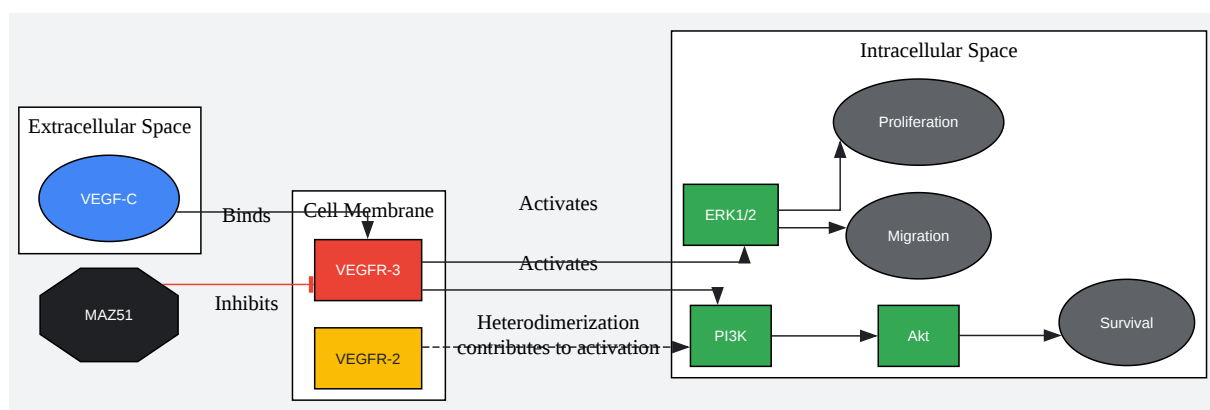 Intracellular Space
Proliferation
Extracellular Space
VEGF-C
Binds
Cell Membrane
Activates
ERK1/2
Migration
VEGFR-3
Activates
MAZ51
Inhibits
Heterodimerization
contributes to activation
VEGFR-2
PI3K
Akt
Survival